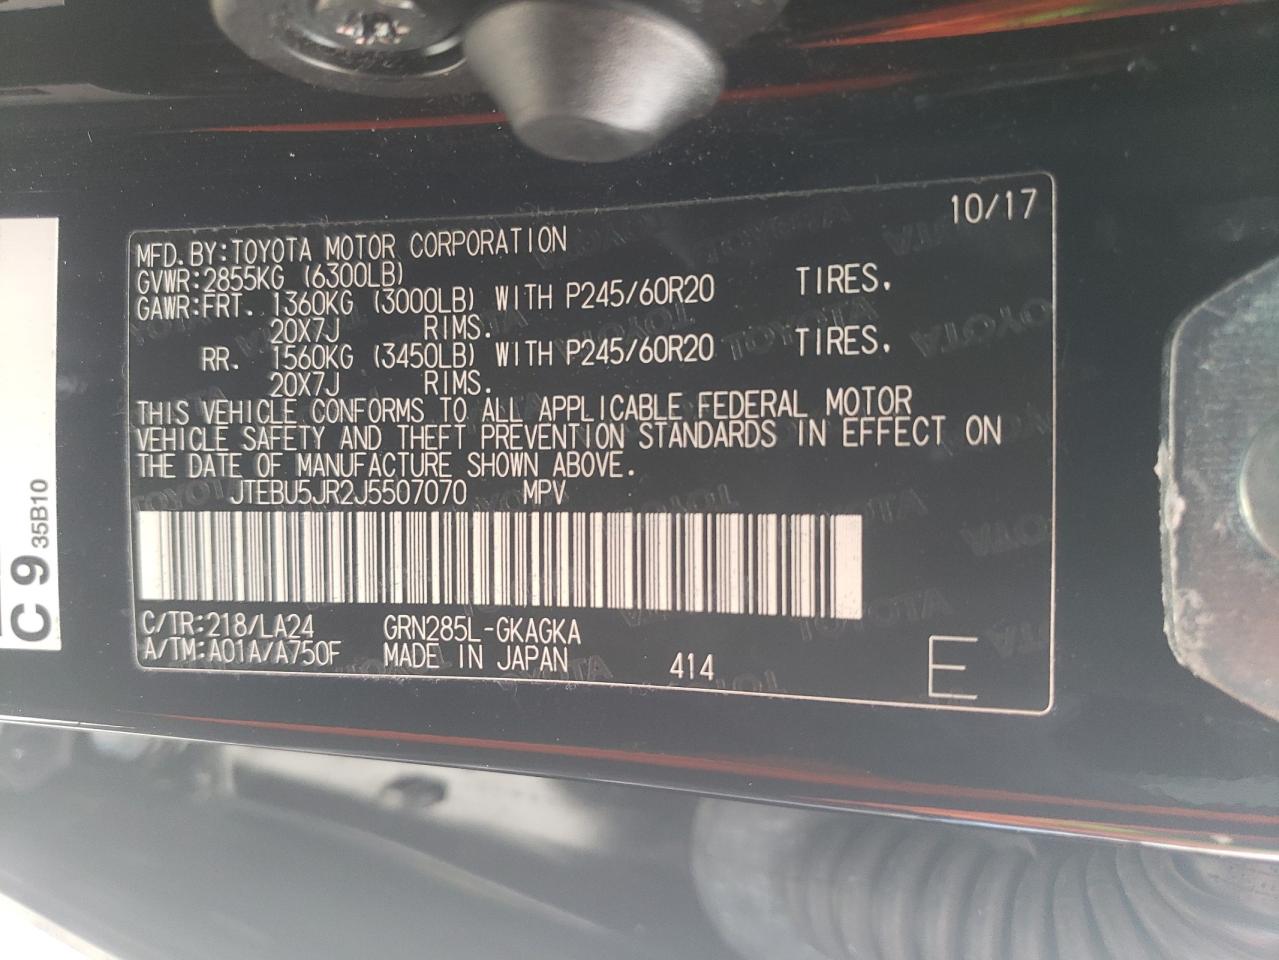 10/17
MFD. BY: TOYOTA MOTOR CORPORATION
GVWR: 2855KG (6300LB)
GAWR: FRT. 1360KG (3000LB) WITH P245/60R20 TIRES.
20X7J RIMS.
RR. 1560KG (3450LB) WITH P245/60R20 TIRES.
20X7J RIMS.
THIS VEHICLE CONFORMS TO ALL APPLICABLE FEDERAL MOTOR
VEHICLE SAFETY AND THEFT PREVENTION STANDARDS IN EFFECT ON
THE DATE OF MANUFACTURE SHOWN ABOVE.
JTEBU5JR2J5507070 MPV
C/TR: 218/LA24 GRN285L-GKAGKA
A/TM: A01A/A750F MADE IN JAPAN 414
E
C 9 35B10